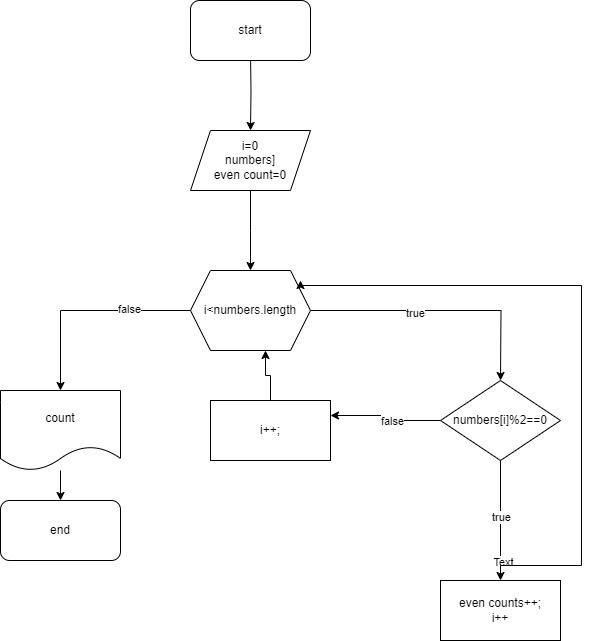 start
i=0
numbers]
even count=0
i<numbers.length
false
true
count
i++;
false
numbers[i]%2==0
end
true
Text
even counts++;
i++